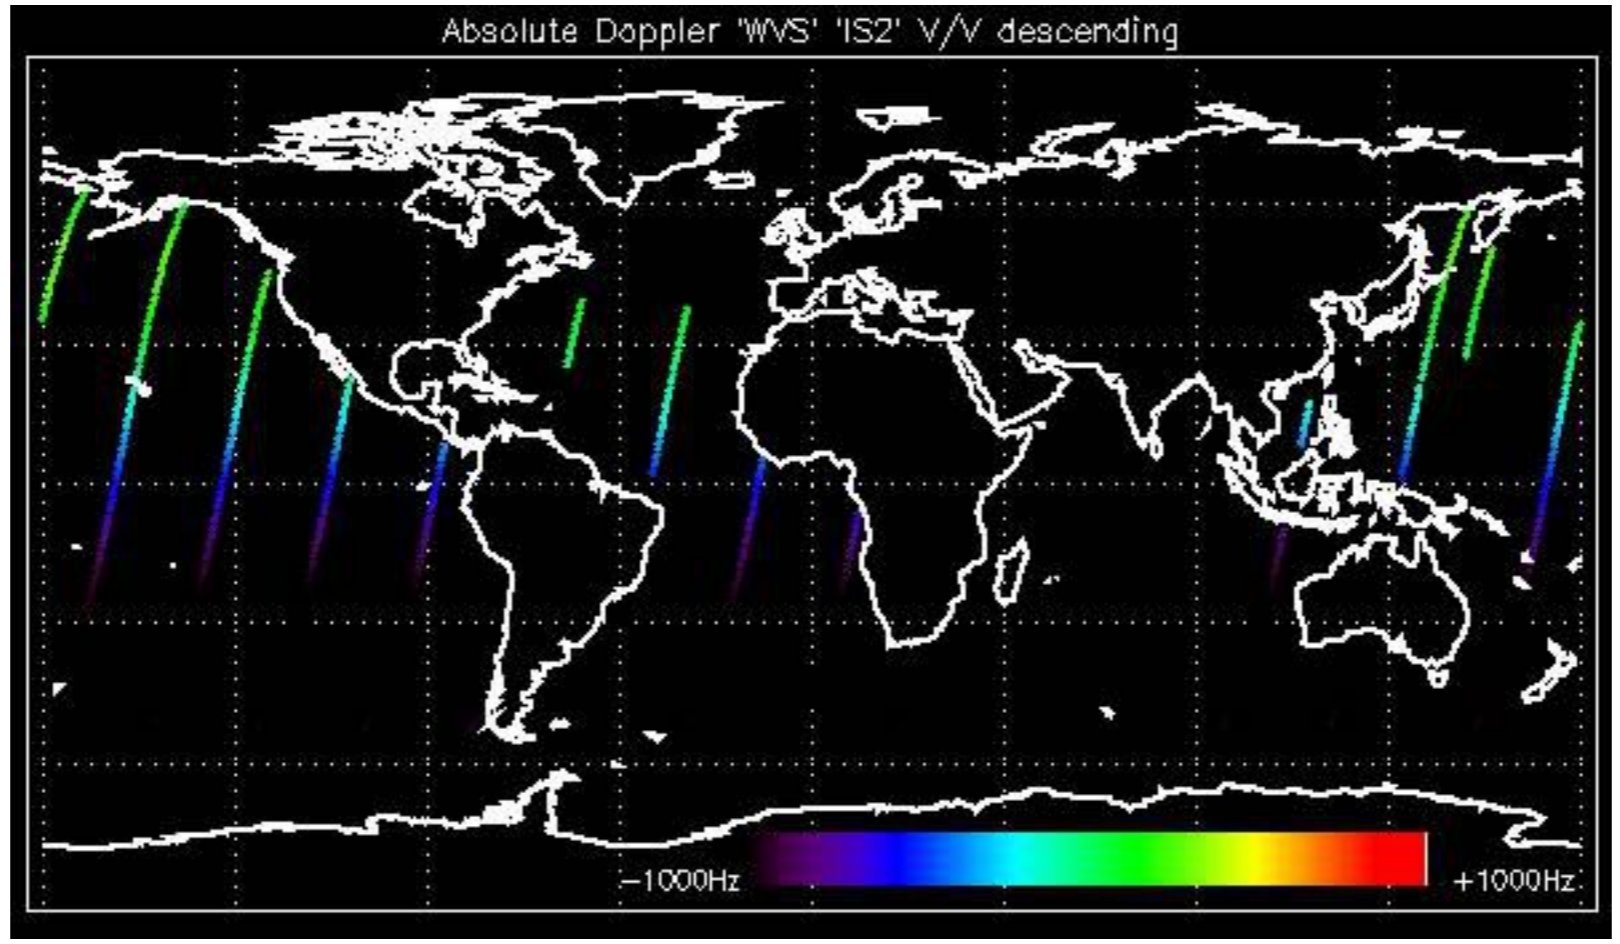 Absolute Doppler 'WVS' 'IS2' V/V descending
−1000Hz
+1000Hz